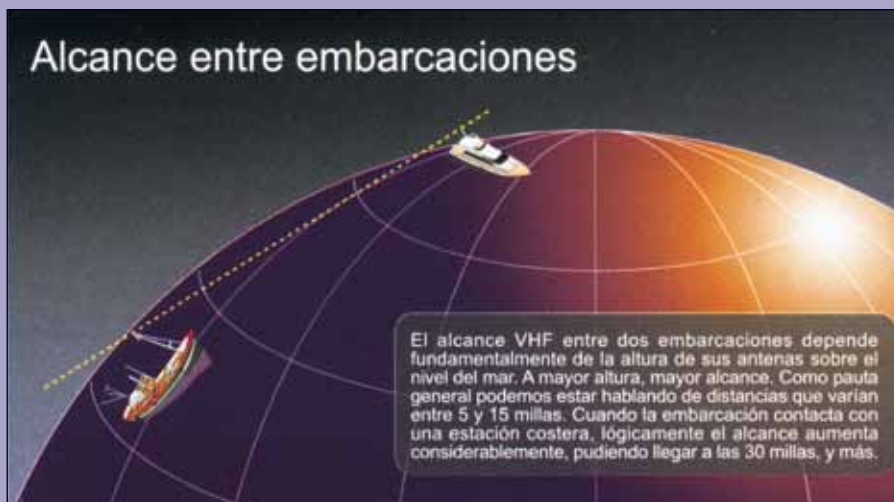 Alcance entre embarcaciones
El alcance VHF entre dos embarcaciones depende
fundamentalmente de la altura de sus antenas sobre el
nivel del mar. A mayor altura, mayor alcance. Como pauta
general podemos estar hablando de distancias que varían
entre 5 y 15 millas. Cuando la embarcación contacta con
una estación costera, lógicamente el alcance aumenta
considerablemente, pudiendo llegar a las 30 millas, y más.